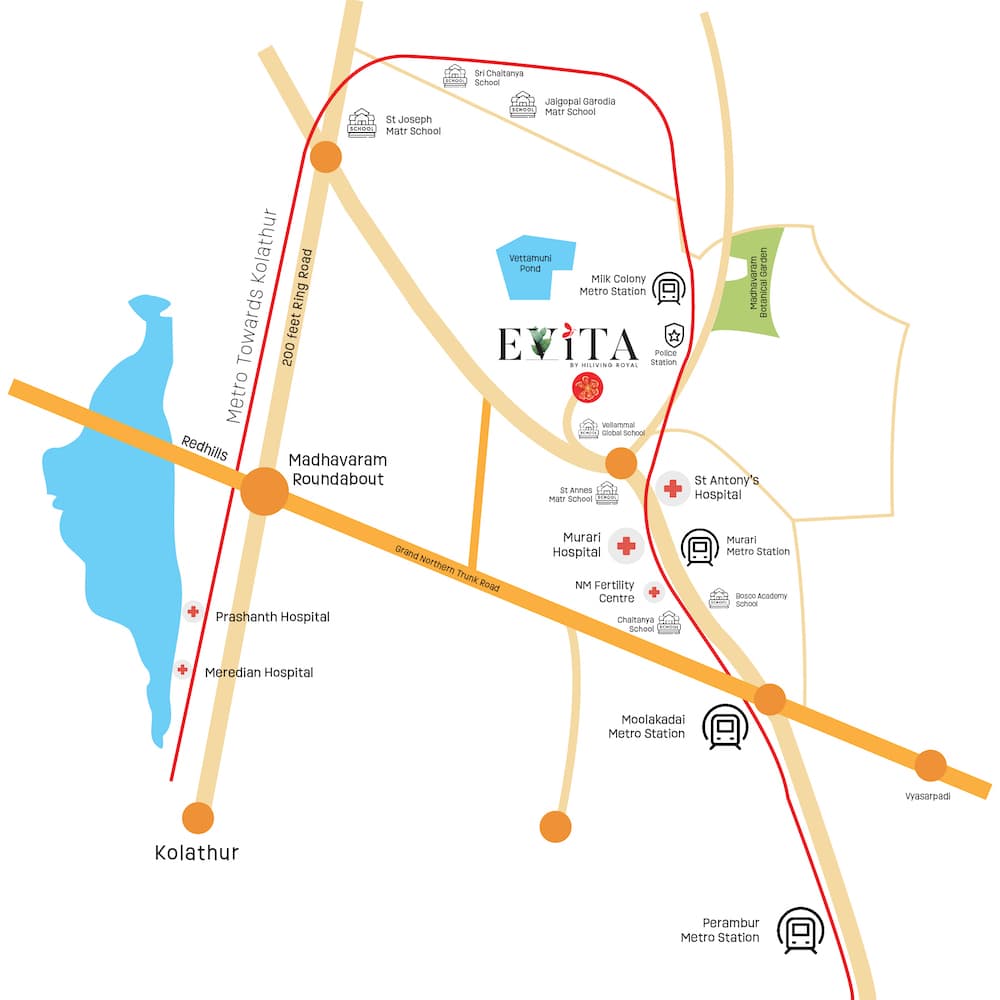 Sri Chaitanya
School
SCHOOL
Jaigopal Garodia
Matr School
SCHOOL
St Joseph
Matr School
SCHOOL
Metro Towards Kolathur
200 feet Ring Road
Vettamuni
Pond
Milk Colony
Metro Station
Madhavaram
Botanical Garden
EViTA
BY HILIVING ROYAL
Police
Station
Vellammal
Global School
SCHOOL
Redhills
Madhavaram
Roundabout
St Antony's
Hospital
St Annes
Matr School
SCHOOL
Murari
Hospital
Murari
Metro Station
Grand Northern Trunk Road
NM Fertility
Centre
Bosco Academy
School
SCHOOL
Chaitanya
School
SCHOOL
Prashanth Hospital
Meredian Hospital
Moolakadai
Metro Station
Vyasarpadi
Kolathur
Perambur
Metro Station